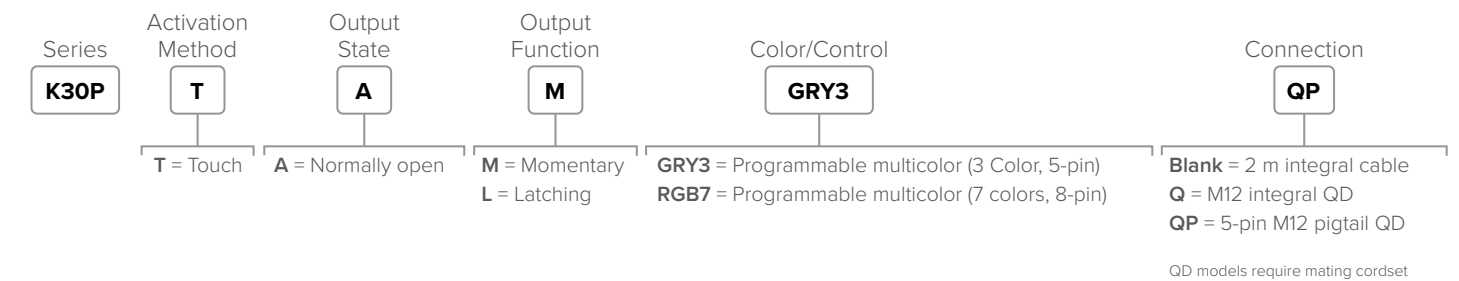 Series
Activation
Method
Output
State
Output
Function
Color/Control
Connection
K30P
T
A
M
GRY3
QP
T = Touch
A = Normally open
M = Momentary
L = Latching
GRY3 = Programmable multicolor (3 Color, 5-pin)
RGB7 = Programmable multicolor (7 colors, 8-pin)
Blank = 2 m integral cable
Q = M12 integral QD
QP = 5-pin M12 pigtail QD
QD models require mating cordset